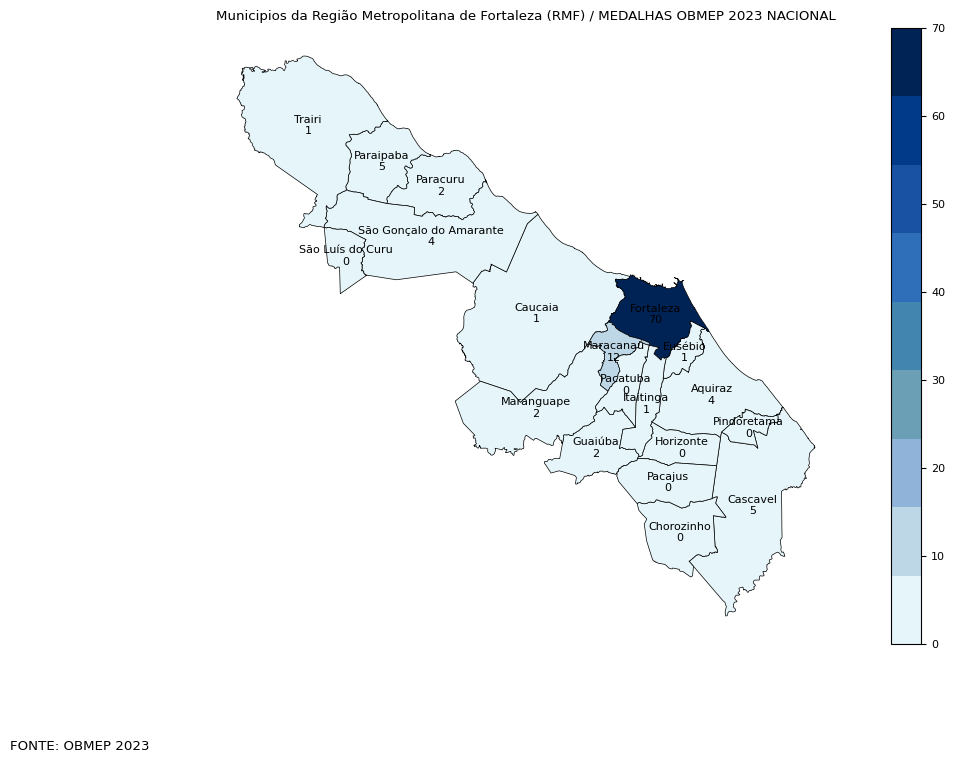 Municipios da Região Metropolitana de Fortaleza (RMF) / MEDALHAS OBMEP 2023 NACIONAL
Trairi
1
Paraipaba
5
Paracuru
2
São Gonçalo do Amarante
4
São Luís do Curu
0
Caucaia
1
Fortaleza
70
Maracanaú
12
Eusébio
1
Pacatuba
0
Itaitinga
1
Aquiraz
4
Maranguape
2
Pindoretama
0
Guaiúba
2
Horizonte
0
Pacajus
0
Cascavel
5
Chorozinho
0
70
60
50
40
30
20
10
0
FONTE: OBMEP 2023